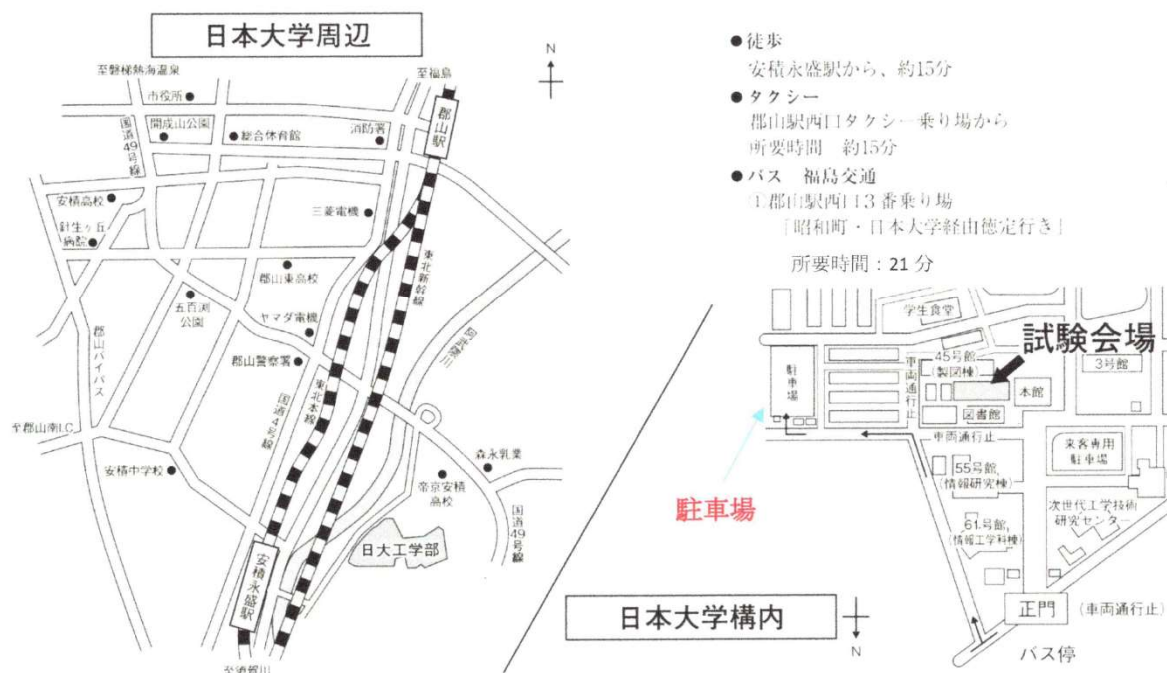 日本大学周辺
N
至磐梯熱海温泉
至福島
市役所
国道49号線
開成山公園
総合体育館
消防署
郡山駅
安積高校
針生ヶ丘
病院
三菱電機
東北新幹線
郡山東高校
五百渕
公園
ヤマダ電機
阿武隈川
郡山警察署
郡山バイパス
東北本線
国道4号線
至郡山南I.C.
安積中学校
森永乳業
帝京安積
高校
国道49号線
日大工学部
安積永盛駅
至須賀川
●徒歩
安積永盛駅から、約15分
●タクシー
郡山駅西口タクシー乗り場から
所要時間 約15分
●バス 福島交通
①郡山駅西口3番乗り場
「昭和町・日本大学経由徳定行き」
所要時間：21分
学生食堂
試験会場
駐車場
車両通行止
45号館
(製図棟)
3号館
本館
図書館
車両通行止
来客専用
駐車場
55号館
(情報研究棟)
駐車場
次世代工学技術
研究センター
61号館
(情報工学科棟)
正門
(車両通行止)
バス停
日本大学構内
N